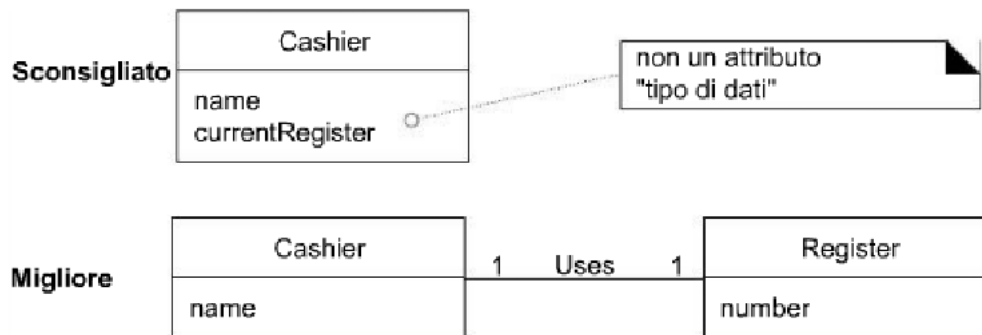 Cashier
Sconsigliato
name
currentRegister
non un attributo
"tipo di dati"
Migliore
Cashier
name
1 Uses 1
Register
number